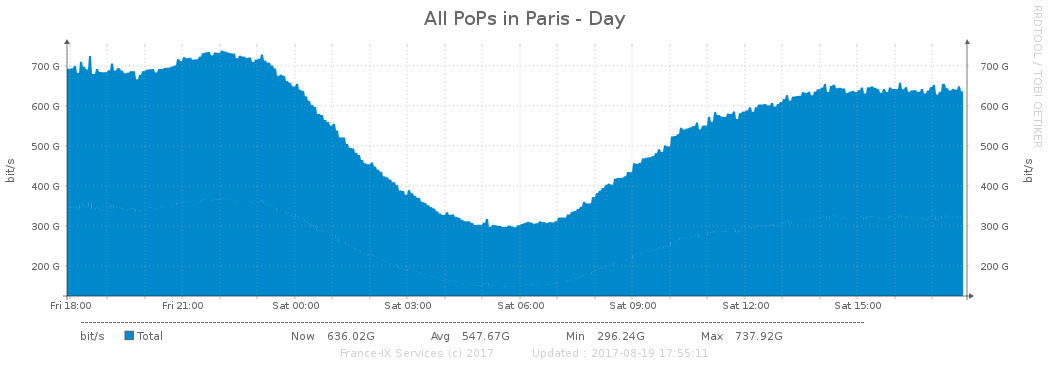 All PoPs in Paris - Day
RRDTOOL / TOBI OETIKER
700 G 700 G
600 G 600 G
500 G 500 G
400 G 400 G
300 G 300 G
200 G 200 G
bit/s bit/s
Fri 18:00 Fri 21:00 Sat 00:00 Sat 03:00 Sat 06:00 Sat 09:00 Sat 12:00 Sat 15:00
bit/s Total Now 636.02G Avg 547.67G Min 296.24G Max 737.92G
France-IX Services (c) 2017 Updated : 2017-08-19 17:55:11